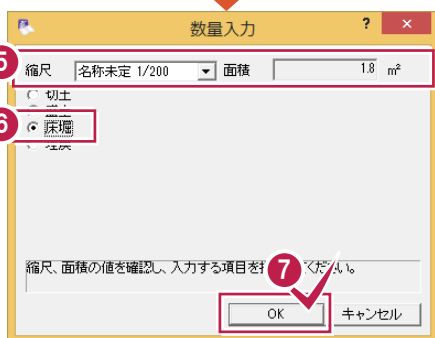 数量入力 ? ×
5
縮尺 名称未定 1/200 面積 1.8 m²
切土
6
床堀
縮尺、面積の値を確認し、入力する項目を
ださい。
7
OK キャンセル